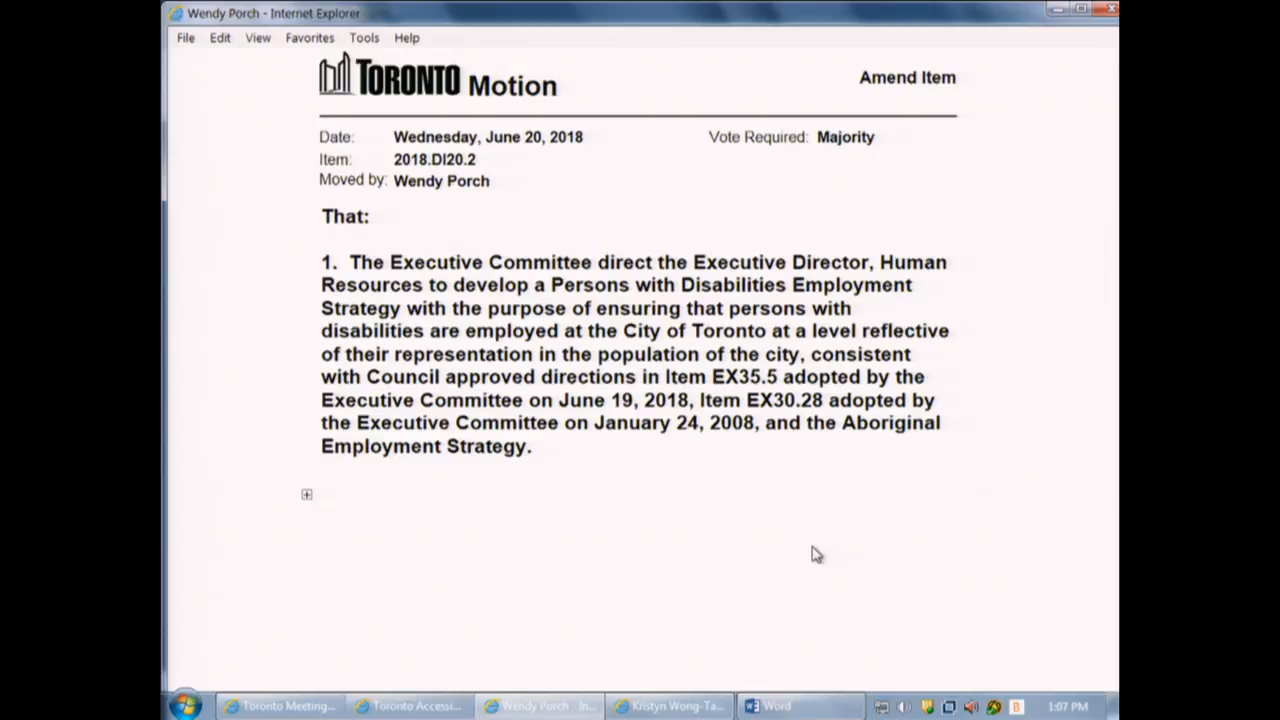 Wendy Porch - Internet Explorer
File Edit View Favorites Tools Help
TORONTO Motion
Amend Item
Date: Wednesday, June 20, 2018
Vote Required: Majority
Item: 2018.DI20.2
Moved by: Wendy Porch
That:
1. The Executive Committee direct the Executive Director, Human
Resources to develop a Persons with Disabilities Employment
Strategy with the purpose of ensuring that persons with
disabilities are employed at the City of Toronto at a level reflective
of their representation in the population of the city, consistent
with Council approved directions in Item EX35.5 adopted by the
Executive Committee on June 19, 2018, Item EX30.28 adopted by
the Executive Committee on January 24, 2008, and the Aboriginal
Employment Strategy.
Toronto Meeting... Toronto Accessi... Wendy Porch - In... Kristyn Wong-Ta... Word B 1:07 PM